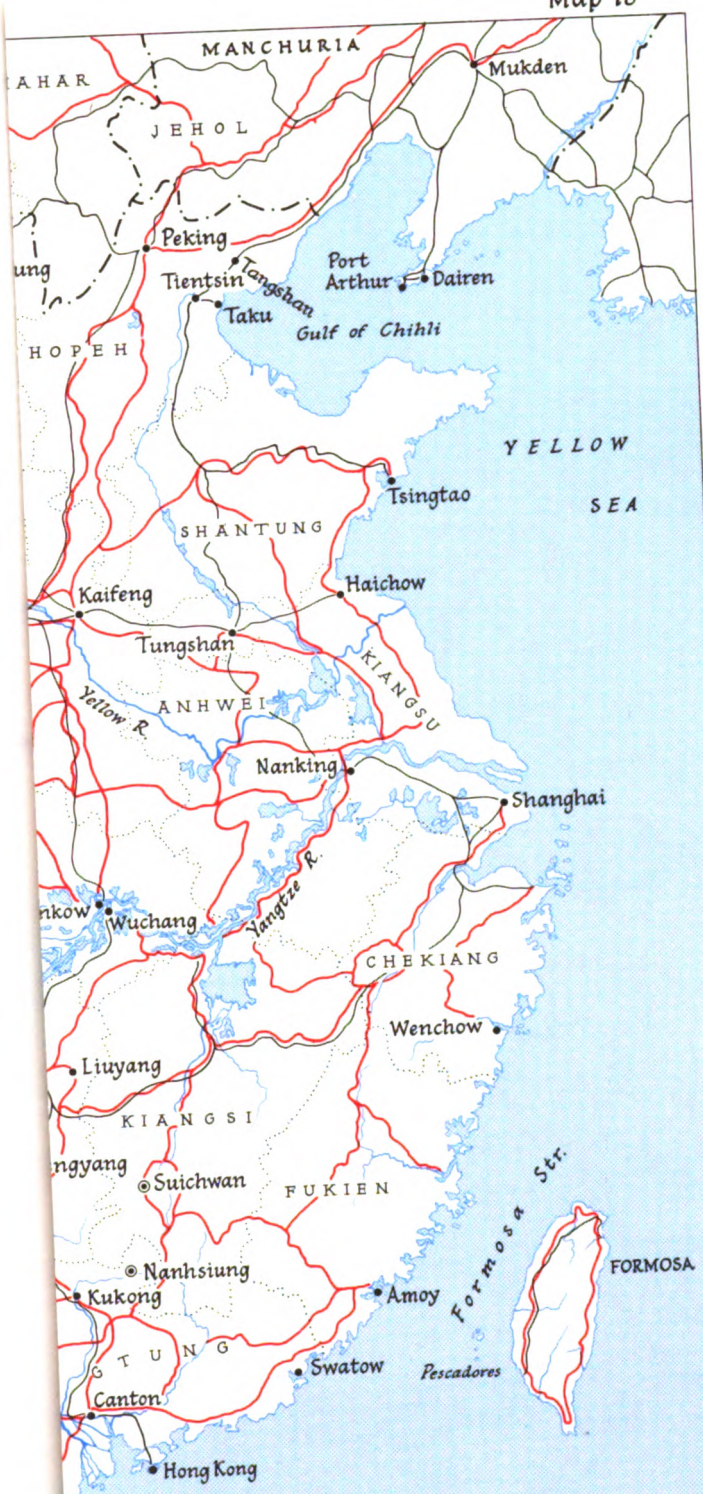 MANCHURIA
Mukden
AHAR
JEHOL
Peking
ung
Tangshan
Port
Arthur
Dairen
Tientsin
Taku
Gulf of Chihli
HOPEH
YELLOW
SEA
Tsingtao
SHANTUNG
Kaifeng
Haichow
Tungshan
KIANGSU
Yellow R.
ANHWEI
Nanking
Shanghai
nkow
Wuchang
Yangtze R.
CHEKIANG
Wenchow
Liuyang
KIANGSI
ngyang
Suichwan
FUKIEN
Formosa Str.
Nanhsiung
FORMOSA
Kukong
Amoy
GTUNG
Swatow
Pescadores
Canton
Hong Kong